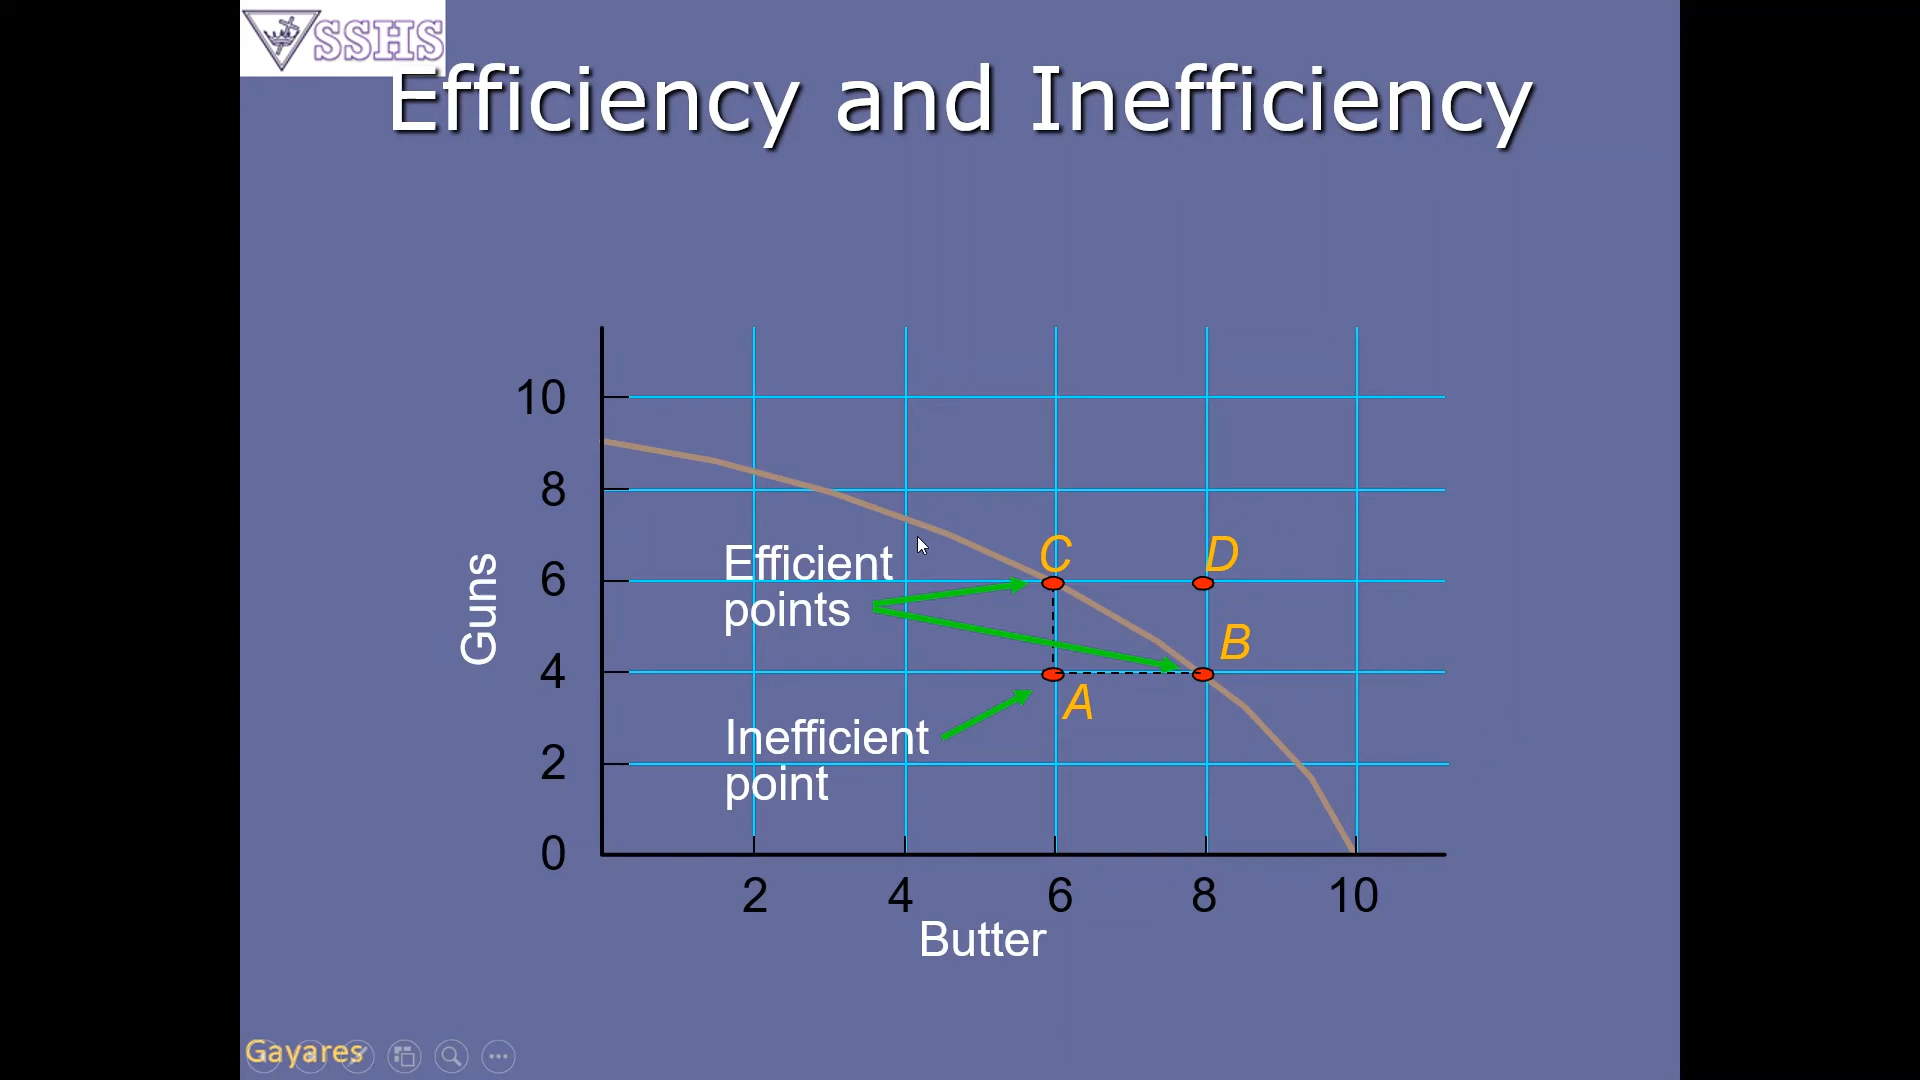 SSHS
Efficiency and Inefficiency
10
8
6
4
2
0
Guns
Efficient
points
C
D
B
A
Inefficient
point
2 4 6 8 10
Butter
Gayares